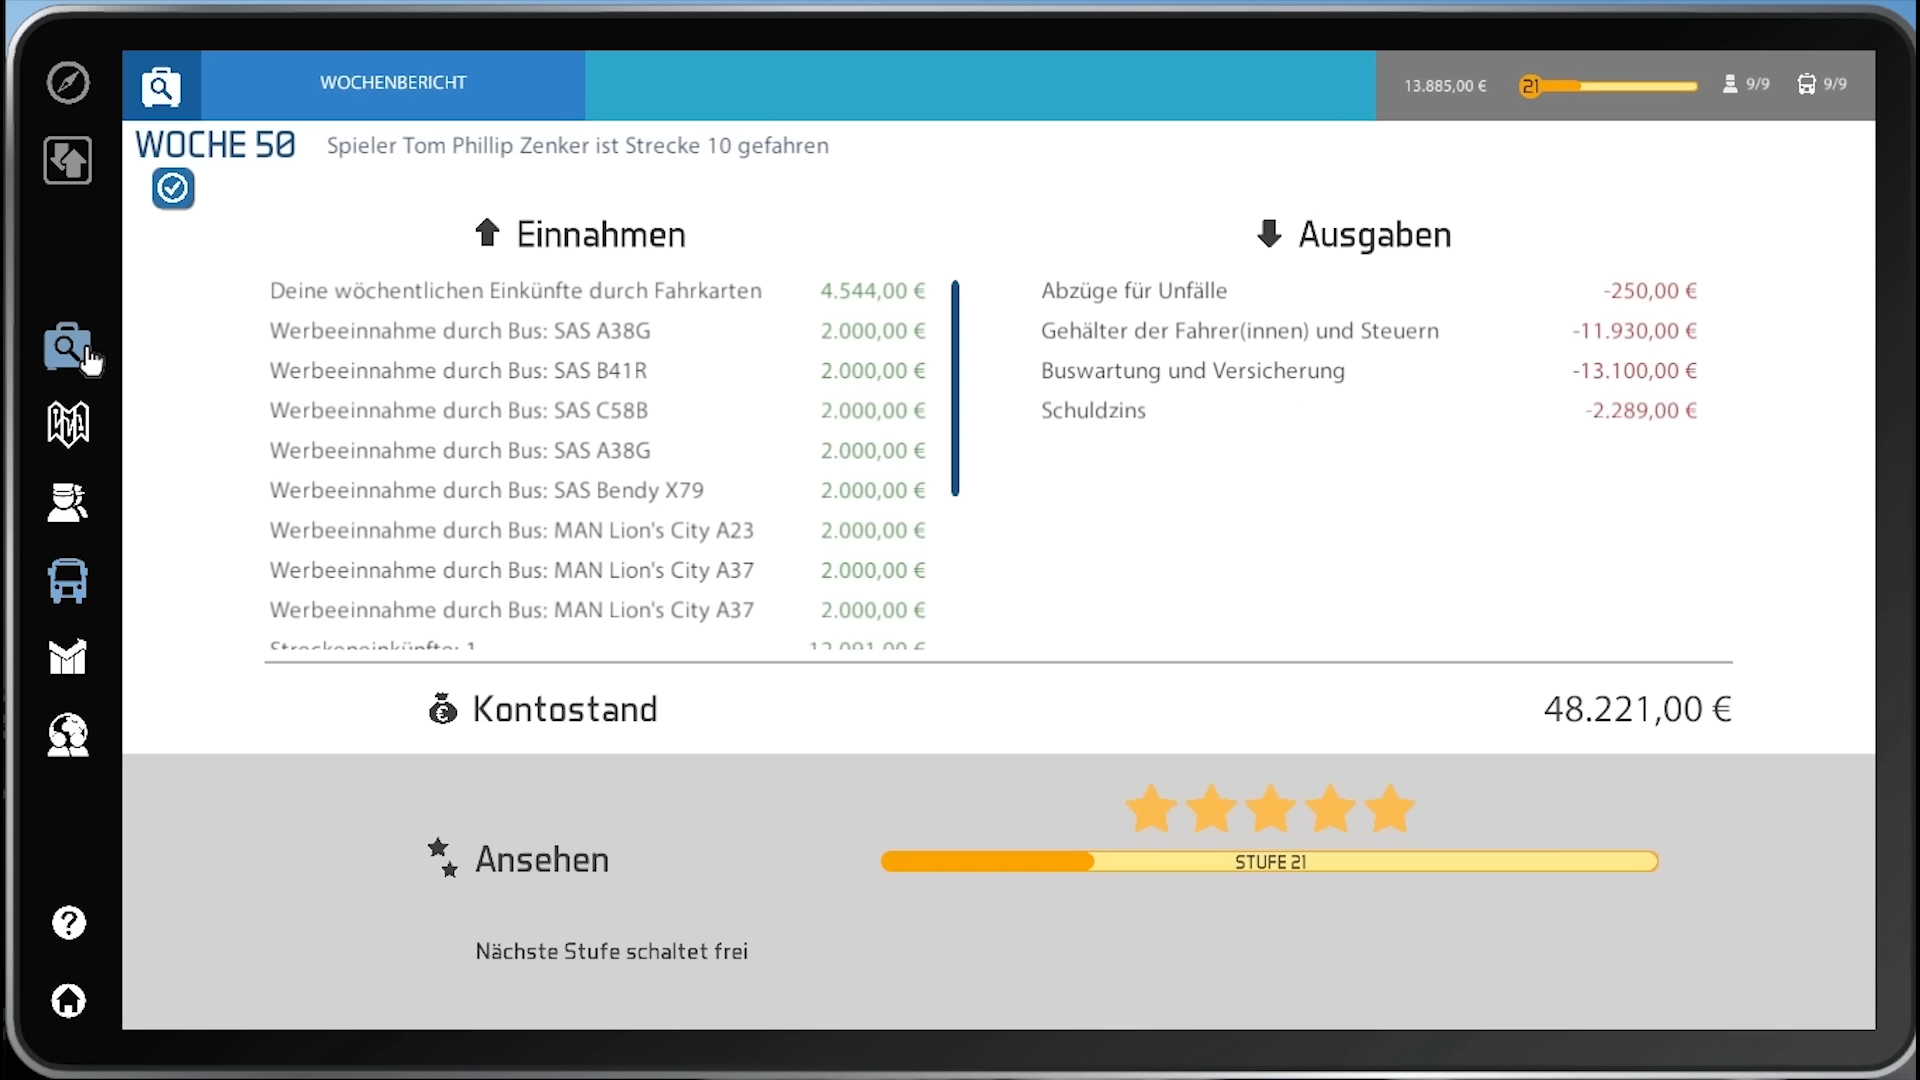 WOCHENBERICHT
13.885,00 €
21
9/9
9/9
WOCHE 50
Spieler Tom Phillip Zenker ist Strecke 10 gefahren
Einnahmen
Deine wöchentlichen Einkünfte durch Fahrkarten 4.544,00 €
Werbeeinnahme durch Bus: SAS A38G 2.000,00 €
Werbeeinnahme durch Bus: SAS B41R 2.000,00 €
Werbeeinnahme durch Bus: SAS C58B 2.000,00 €
Werbeeinnahme durch Bus: SAS A38G 2.000,00 €
Werbeeinnahme durch Bus: SAS Bendy X79 2.000,00 €
Werbeeinnahme durch Bus: MAN Lion's City A23 2.000,00 €
Werbeeinnahme durch Bus: MAN Lion's City A37 2.000,00 €
Werbeeinnahme durch Bus: MAN Lion's City A37 2.000,00 €
Streckeneinkünfte: 1 12.091,00 €
Ausgaben
Abzüge für Unfälle -250,00 €
Gehälter der Fahrer(innen) und Steuern -11.930,00 €
Buswartung und Versicherung -13.100,00 €
Schuldzins -2.289,00 €
Kontostand 48.221,00 €
Ansehen
STUFE 21
Nächste Stufe schaltet frei